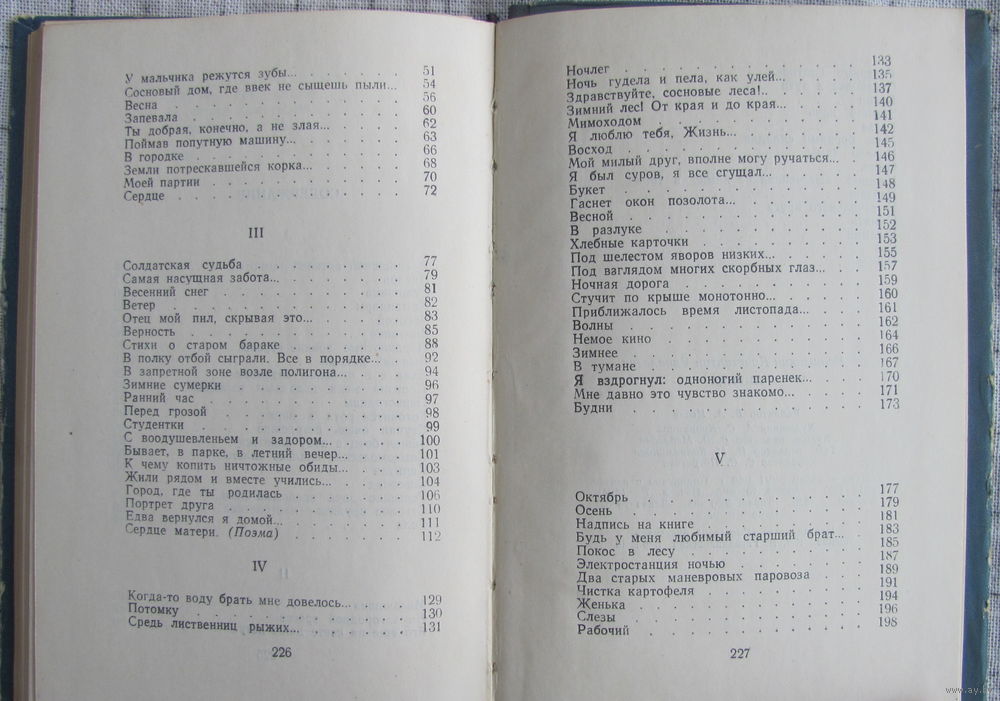 У мальчика режутся зубы... 51
Сосновый дом, где ввек не сыщешь пыли... 54
Весна 56
Запевала 60
Ты добрая, конечно, а не злая... 62
Поймав попутную машину... 63
В городке 66
Земли потрескавшейся корка... 68
Моей партии 70
Сердце 72
III
Солдатская судьба 77
Самая насущная забота... 79
Весенний снег 81
Ветер 82
Отец мой пил, скрывая это... 83
Верность 85
Стихи о старом бараке 88
В полку отбой сыграли. Все в порядке... 92
В запретной зоне возле полигона... 94
Зимние сумерки 96
Ранний час 97
Перед грозой 98
Студентки 99
С воодушевленьем и задором... 100
Бывает, в парке, в летний вечер... 101
К чему копить ничтожные обиды... 103
Жили рядом и вместе учились... 104
Город, где ты родилась 106
Портрет друга 110
Едва вернулся я домой... 111
Сердце матери. (Поэма) 112
IV
Когда-то воду брать мне довелось... 129
Потомку 130
Средь лиственниц рыжих... 131
226
Ночлег 133
Ночь гудела и пела, как улей... 135
Здравствуйте, сосновые леса!.. 137
Зимний лес! От края и до края... 140
Мимоходом 141
Я люблю тебя, Жизнь... 142
Восход 145
Мой милый друг, вполне могу ручаться... 146
Я был суров, я все сгущал... 147
Букет 148
Гаснет окон позолота... 149
Весной 151
В разлуке 152
Хлебные карточки 153
Под шелестом яворов низких... 155
Под взглядом многих скорбных глаз... 157
Ночная дорога 159
Стучит по крыше монотонно... 160
Приближалось время листопада... 161
Волны 162
Немое кино 164
Зимнее 166
В тумане 167
Я вздрогнул: одноногий паренек... 170
Мне давно это чувство знакомо... 171
Будни 173
V
Октябрь 177
Осень 179
Надпись на книге 181
Будь у меня любимый старший брат... 183
Покос в лесу 185
Электростанция ночью 187
Два старых маневровых паровоза 189
Чистка картофеля 191
Женька 194
Слезы 196
Рабочий 198
227